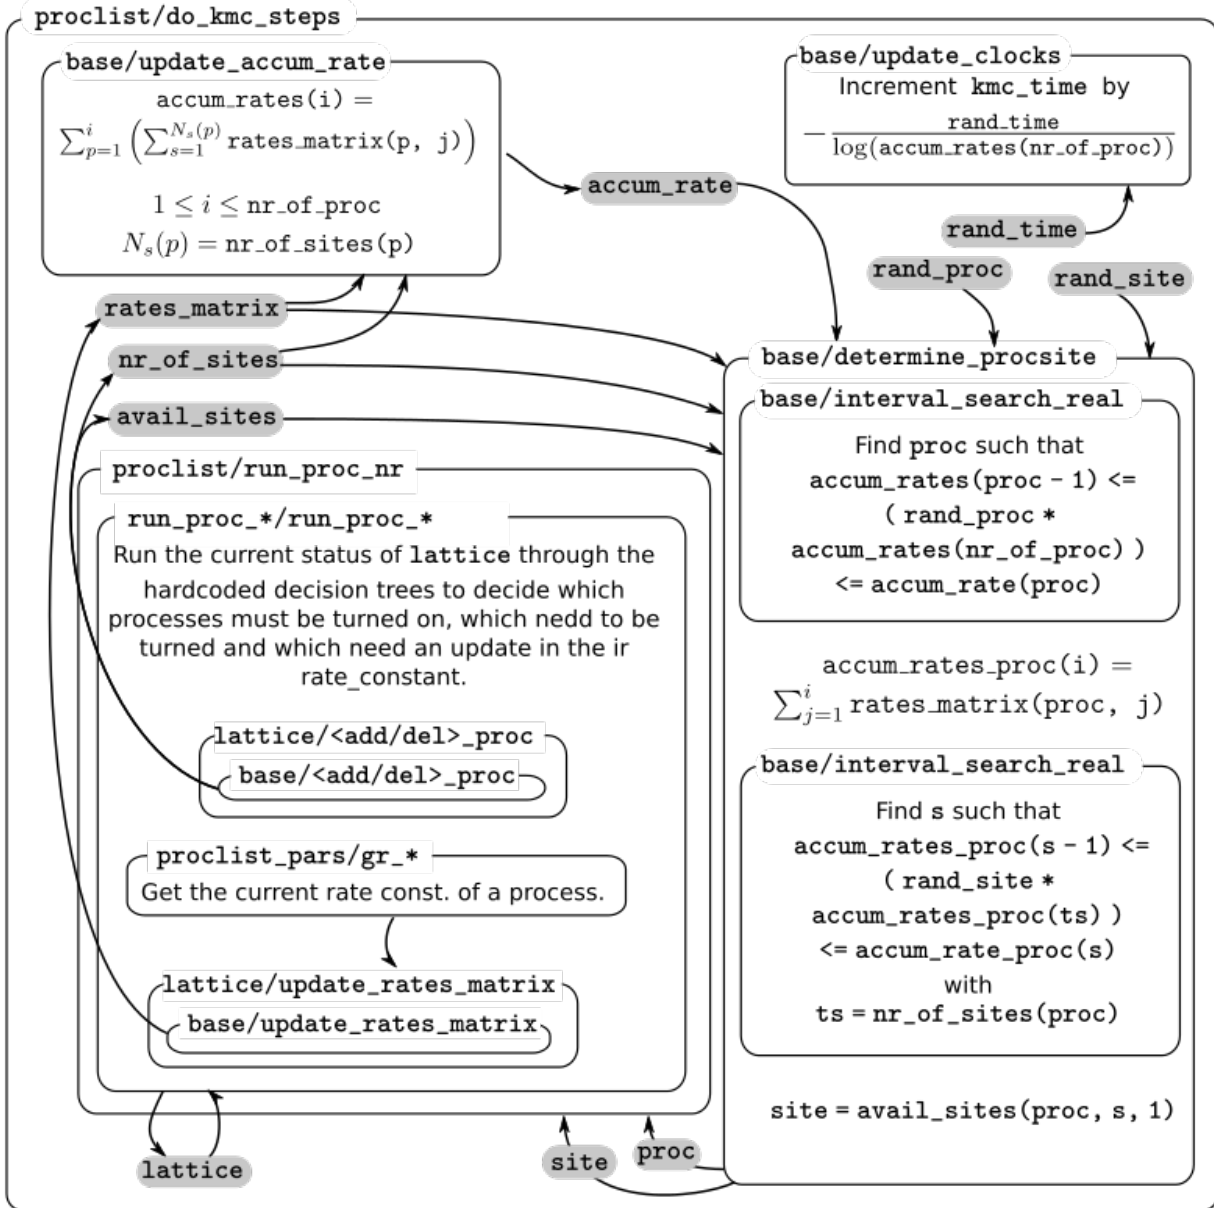 proclist/do_kmc_steps
base/update_accum_rate
accum_rates(i) =
∑_{p=1}^{i} (∑_{s=1}^{N_s(p)} rates_matrix(p, j))
1 ≤ i ≤ nr_of_proc
N_s(p) = nr_of_sites(p)
base/update_clocks
Increment kmc_time by
− rand_time / log(accum_rates(nr_of_proc))
accum_rate
rand_time
rand_proc
rand_site
rates_matrix
nr_of_sites
avail_sites
proclist/run_proc_nr
run_proc_*/run_proc_*
Run the current status of lattice through the
hardcoded decision trees to decide which
processes must be turned on, which nedd to be
turned and which need an update in the ir
rate_constant.
lattice/<add/del>_proc
base/<add/del>_proc
proclist_pars/gr_*
Get the current rate const. of a process.
lattice/update_rates_matrix
base/update_rates_matrix
lattice
site
proc
base/determine_procsite
base/interval_search_real
Find proc such that
accum_rates(proc - 1) <=
( rand_proc *
accum_rates(nr_of_proc) )
<= accum_rate(proc)
accum_rates_proc(i) =
∑_{j=1}^{i} rates_matrix(proc, j)
base/interval_search_real
Find s such that
accum_rates_proc(s - 1) <=
( rand_site *
accum_rates_proc(ts) )
<= accum_rate_proc(s)
with
ts = nr_of_sites(proc)
site = avail_sites(proc, s, 1)